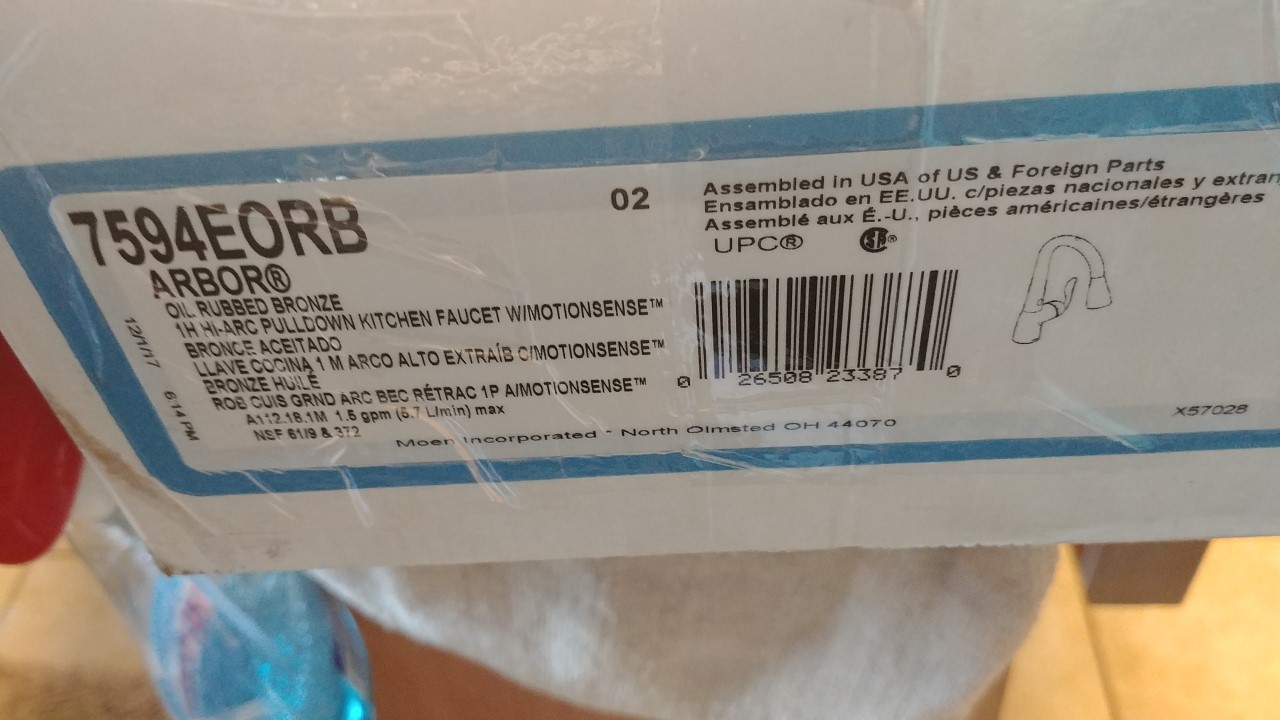 7594EORB
ARBOR®
OIL RUBBED BRONZE
1H HI-ARC PULLDOWN KITCHEN FAUCET W/MOTIONSENSE™
BRONCE ACEITADO
LLAVE COCINA 1 M ARCO ALTO EXTRAÍB C/MOTIONSENSE™
BRONZE HUILÉ
ROB CUIS GRND ARC BEC RÉTRAC 1P A/MOTIONSENSE™
A112.18.1M 1.5 gpm (5.7 L/min) max
NSF 61/9 & 372
12/1/17 6:14 PM
Moen Incorporated - North Olmsted OH 44070
02
Assembled in USA of US & Foreign Parts
Ensamblado en EE.UU. c/piezas nacionales y extran
Assemblé aux É.-U., pièces américaines/étrangères
UPC® SA®
0 26508 23387 0
X57028